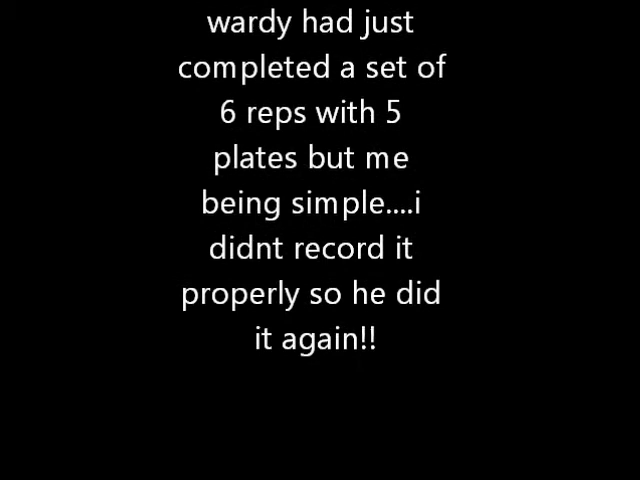 wardy had just
completed a set of
6 reps with 5
plates but me
being simple....i
didnt record it
properly so he did
it again!!